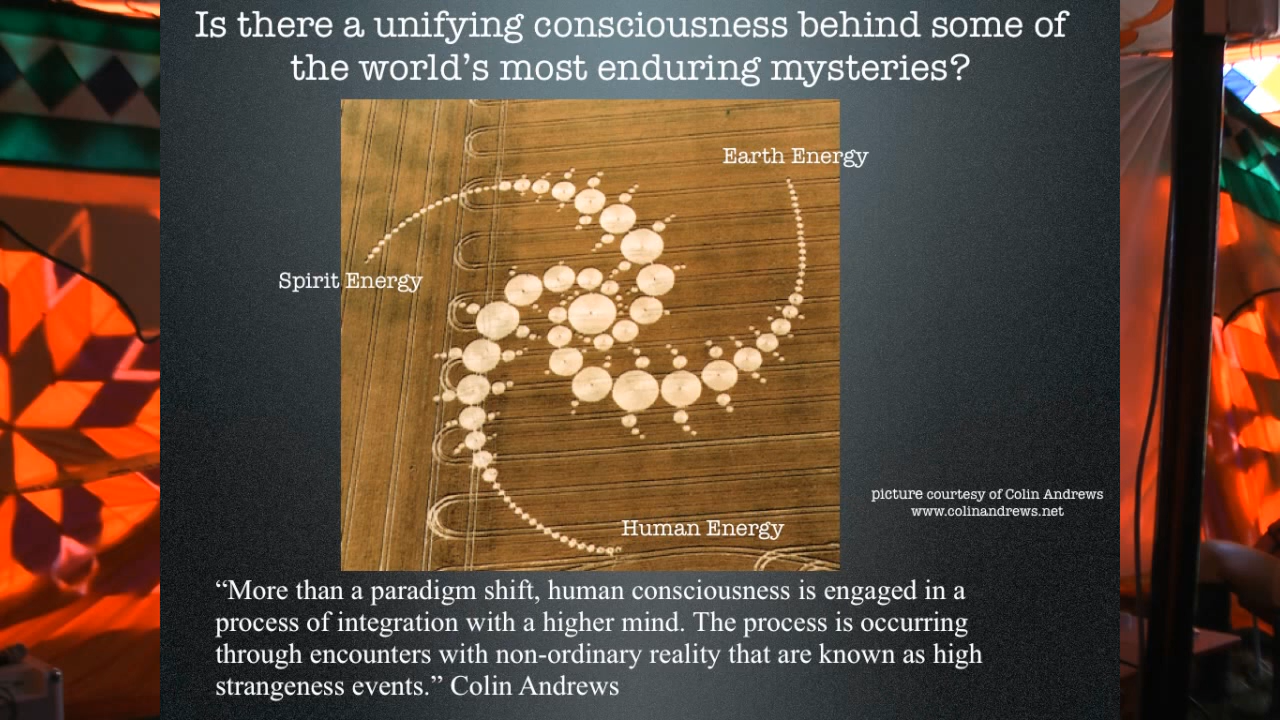 Is there a unifying consciousness behind some of
the world's most enduring mysteries?
Earth Energy
Spirit Energy
picture courtesy of Colin Andrews
www.colinandrews.net
Human Energy
“More than a paradigm shift, human consciousness is engaged in a
process of integration with a higher mind. The process is occurring
through encounters with non-ordinary reality that are known as high
strangeness events.” Colin Andrews